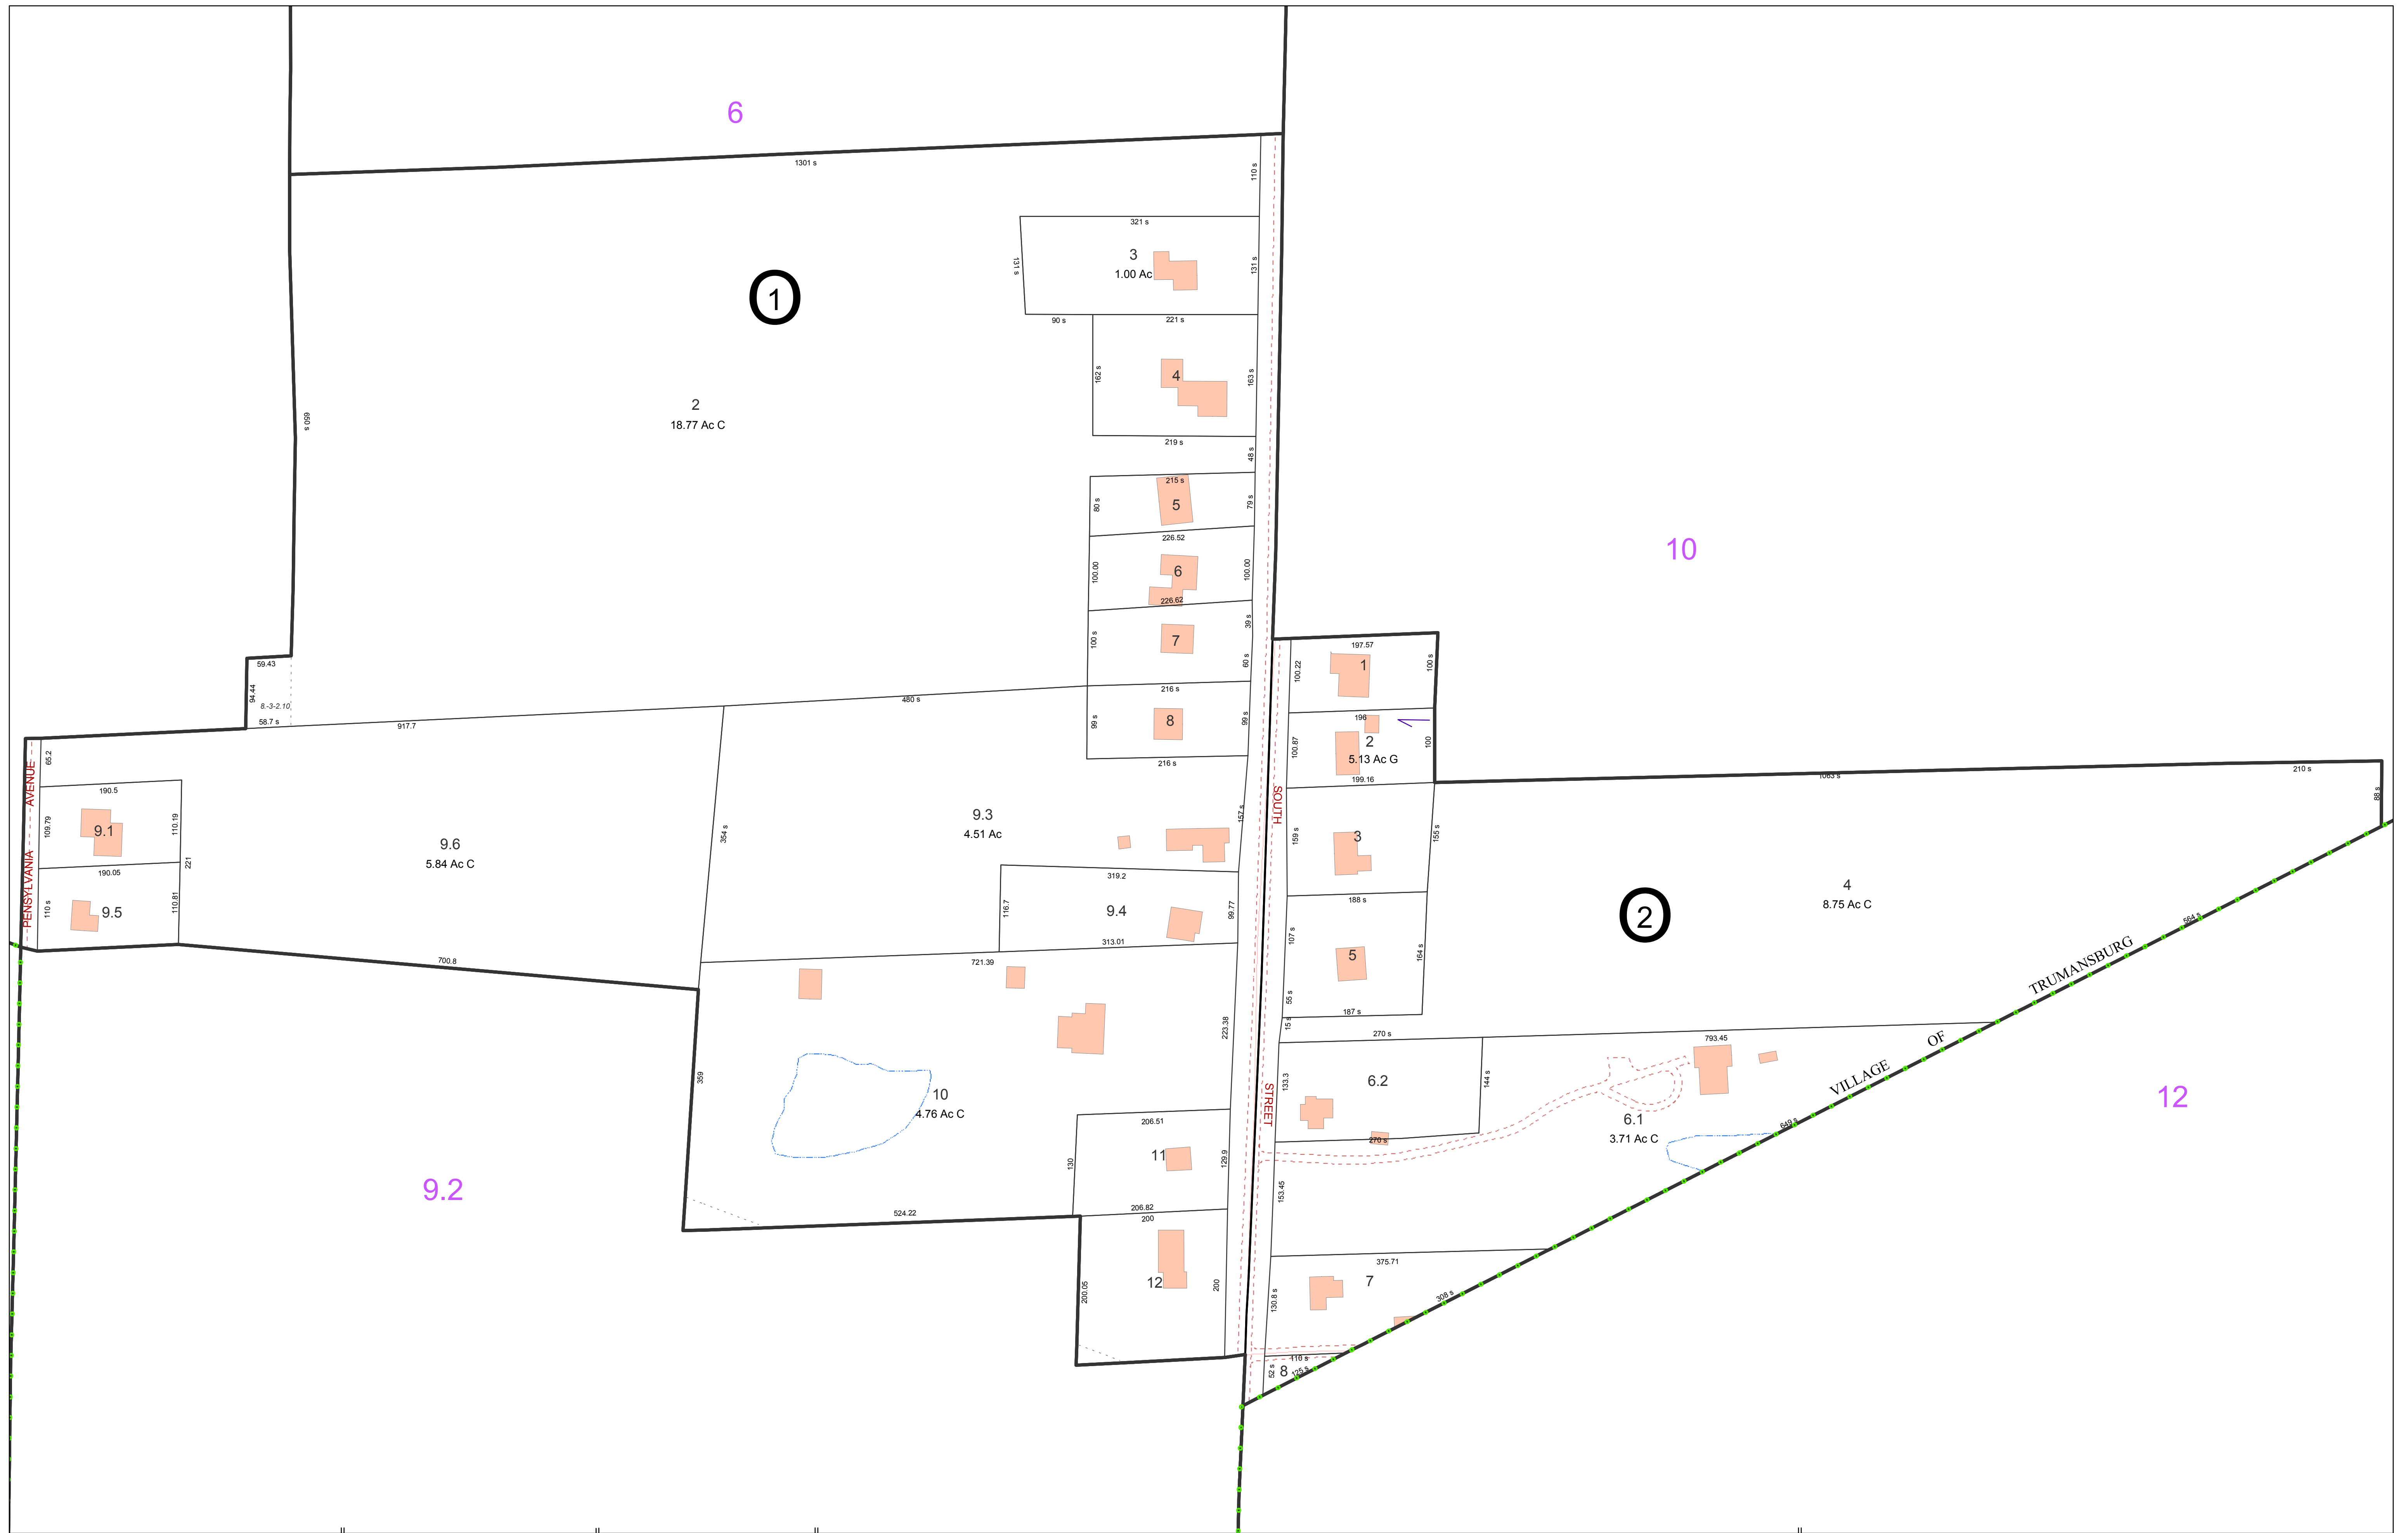 6
1301 s
110 s
321 s
3
1.00 Ac
131 s
131 s
1
90 s
221 s
4
162 s
163 s
2
18.77 Ac C
650 s
219 s
48 s
215 s
5
80 s
79 s
226.52
10
6
100.00
100.00
226.62
39 s
7
100 s
60 s
197.57
1
100.22
100 s
59.43
94.44
8.-3-2.10
58.7 s
917.7
480 s
216 s
8
99 s
99 s
216 s
196
2
5.13 Ac G
100.87
100
199.16
1063 s
210 s
88 s
PENSYLVANIA AVENUE
65.2
190.5
9.1
109.79
110.19
221
190.05
9.5
110 s
110.81
9.6
5.84 Ac C
354 s
9.3
4.51 Ac
157 s
SOUTH
3
159 s
155 s
188 s
4
8.75 Ac C
2
319.2
9.4
116.7
99.77
313.01
5
107 s
164 s
55 s
187 s
15 s
564 s
TRUMANSBURG
700.8
721.39
223.38
359
10
4.76 Ac C
270 s
793.45
OF
VILLAGE
649 s
12
6.2
133.3
144 s
270 s
6.1
3.71 Ac C
STREET
206.51
11
130
129.9
206.82
153.45
9.2
524.22
200
12
200.05
200
375.71
7
130.8 s
308 s
110 s
8
52 s
125 s